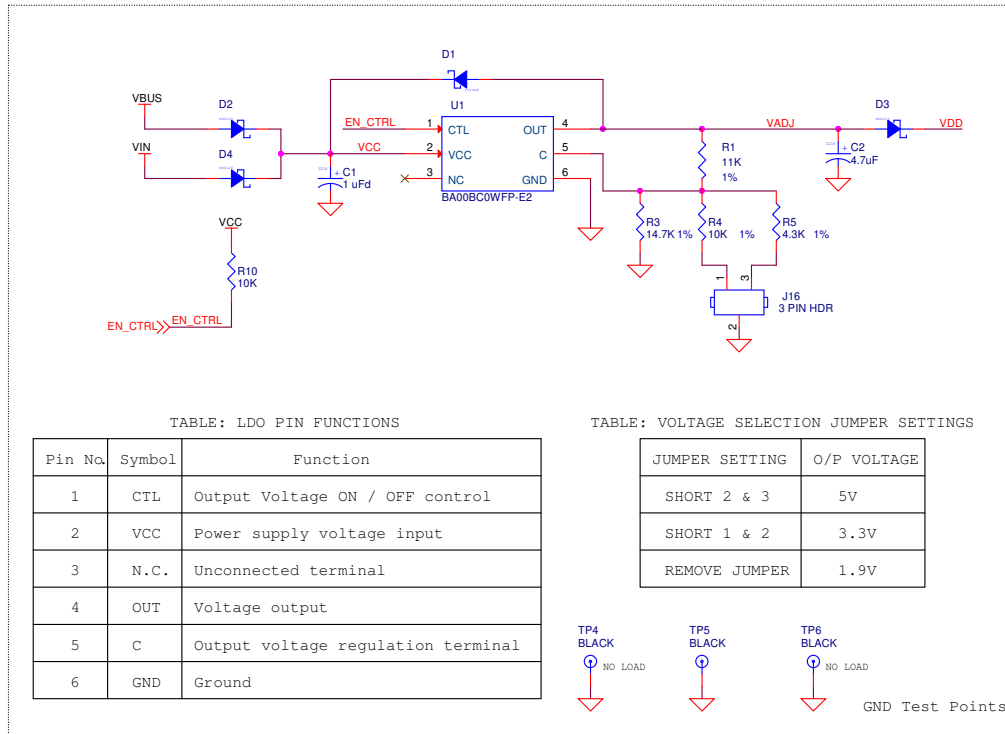 D1
VBUS
D2
U1
D3
EN_CTRL
1
CTL
OUT
4
VADJ
VDD
VIN
D4
VCC
2
VCC
C
5
R1
11K
1%
C2
4.7uF
+
C1
1 uFd
+
3
NC
GND
6
BA00BC0WFP-E2
VCC
R3
14.7K 1%
R4
10K 1%
R5
4.3K 1%
R10
10K
1
3
J16
3 PIN HDR
2
EN_CTRL
EN_CTRL
TABLE: LDO PIN FUNCTIONS
Pin No. Symbol Function
1 CTL Output Voltage ON / OFF control
2 VCC Power supply voltage input
3 N.C. Unconnected terminal
4 OUT Voltage output
5 C Output voltage regulation terminal
6 GND Ground
TABLE: VOLTAGE SELECTION JUMPER SETTINGS
JUMPER SETTING O/P VOLTAGE
SHORT 2 & 3 5V
SHORT 1 & 2 3.3V
REMOVE JUMPER 1.9V
TP4
BLACK
NO LOAD
TP5
BLACK
TP6
BLACK
NO LOAD
GND Test Points